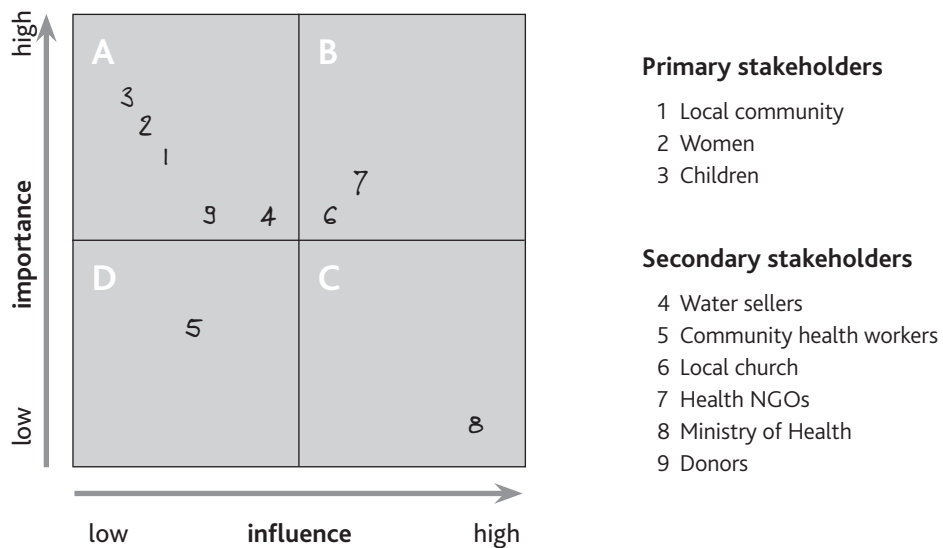 high
importance
low
A
B
3
2
1
7
9
4
6
D
C
5
8
low
influence
high
Primary stakeholders
1 Local community
2 Women
3 Children
Secondary stakeholders
4 Water sellers
5 Community health workers
6 Local church
7 Health NGOs
8 Ministry of Health
9 Donors